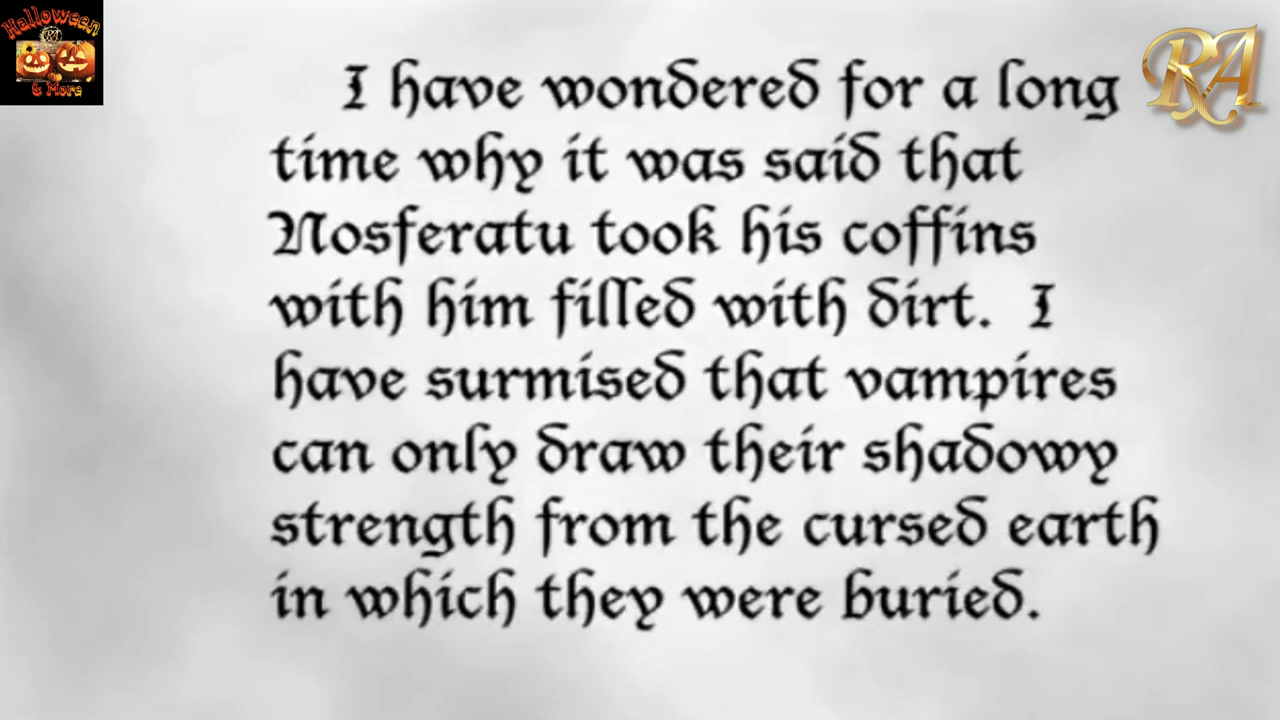 Halloween
RA
& More
RA
I have wondered for a long
time why it was said that
Nosferatu took his coffins
with him filled with dirt. I
have surmised that vampires
can only draw their shadowy
strength from the cursed earth
in which they were buried.